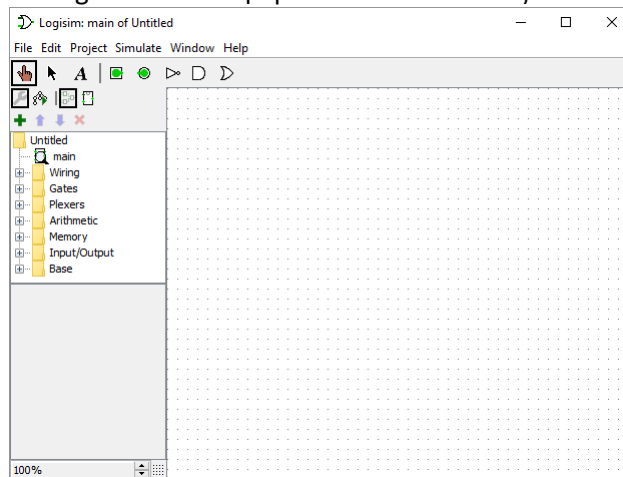 Logisim: main of Untitled
File Edit Project Simulate Window Help
A
Untitled
main
Wiring
Gates
Plexers
Arithmetic
Memory
Input/Output
Base
100%